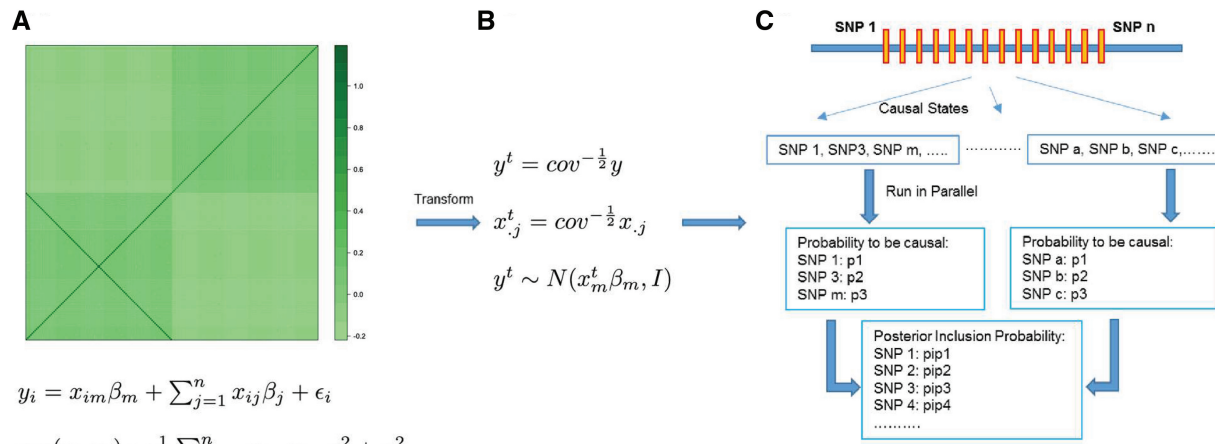 A
1.0
0.8
0.6
0.4
0.2
0.0
-0.2
y_i = x_{im}β_m + ∑_{j=1}^{n} x_{ij}β_j + ϵ_i
B
Transform
y^t = cov^{-\frac{1}{2}} y
x^t_{.j} = cov^{-\frac{1}{2}} x_{.j}
y^t ∼ N(x^t_m β_m, I)
C
SNP 1 SNP n
Causal States
SNP 1, SNP3, SNP m, ..... ............ SNP a, SNP b, SNP c,.......
Run in Parallel
Probability to be causal:
SNP 1: p1
SNP 3: p2
SNP m: p3
Probability to be causal:
SNP a: p1
SNP b: p2
SNP c: p3
Posterior Inclusion Probability:
SNP 1: pip1
SNP 2: pip2
SNP 3: pip3
SNP 4: pip4
..........